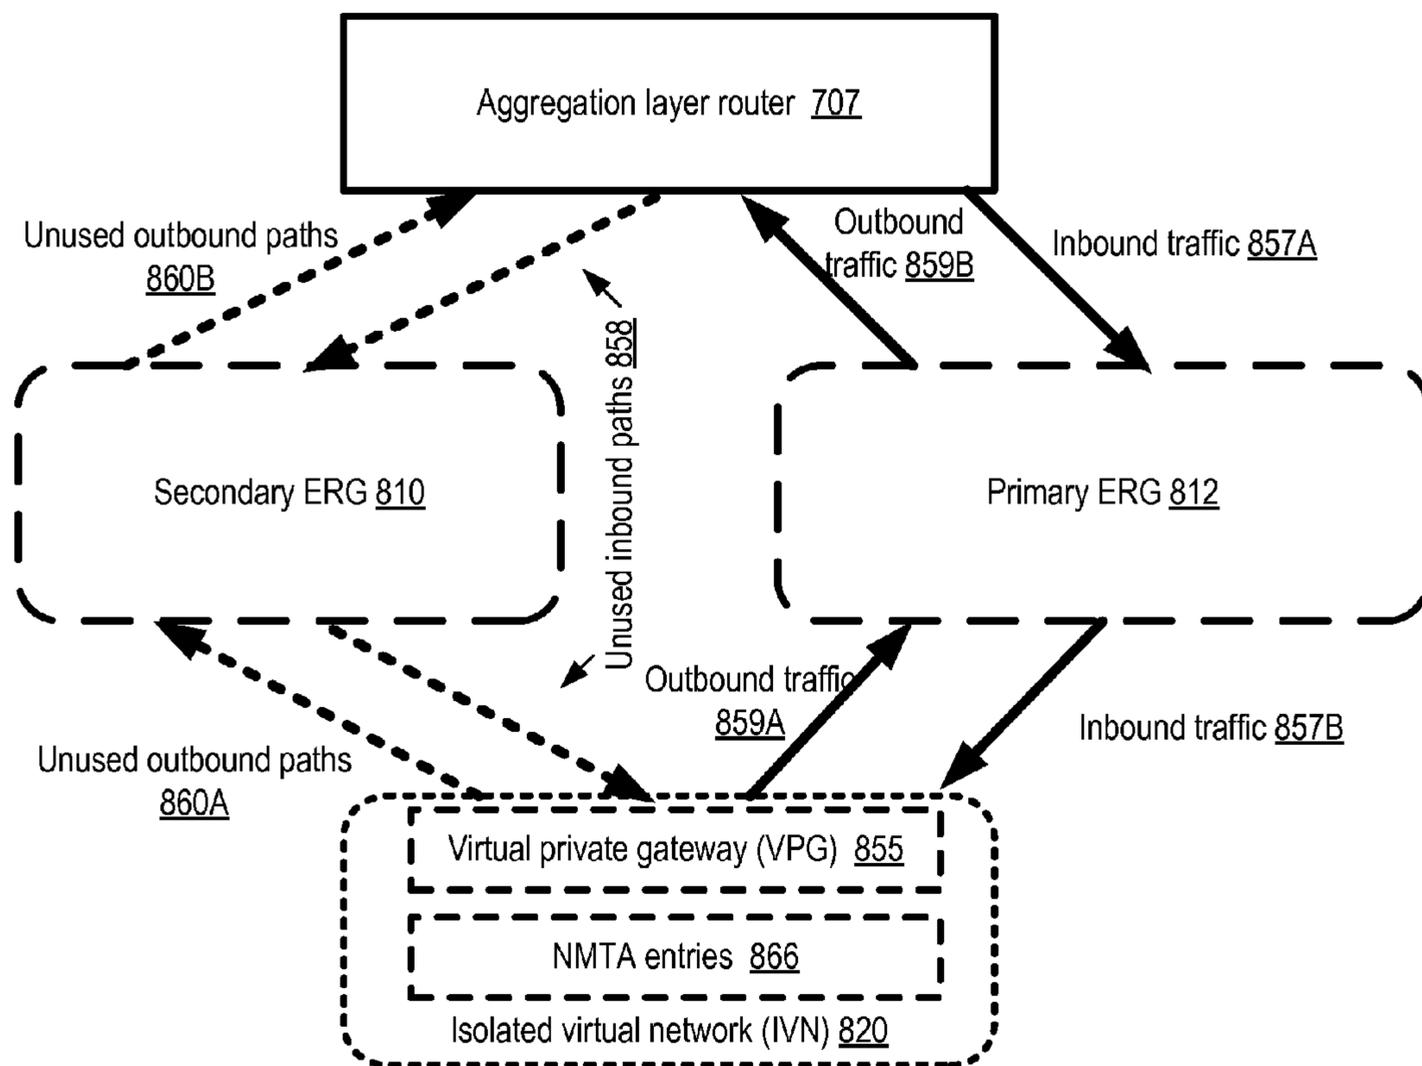 Aggregation layer router 707
Unused outbound paths
860B
Outbound
traffic 859B
Inbound traffic 857A
Unused inbound paths 858
Secondary ERG 810
Primary ERG 812
Outbound traffic
859A
Inbound traffic 857B
Unused outbound paths
860A
Virtual private gateway (VPG) 855
NMTA entries 866
Isolated virtual network (IVN) 820